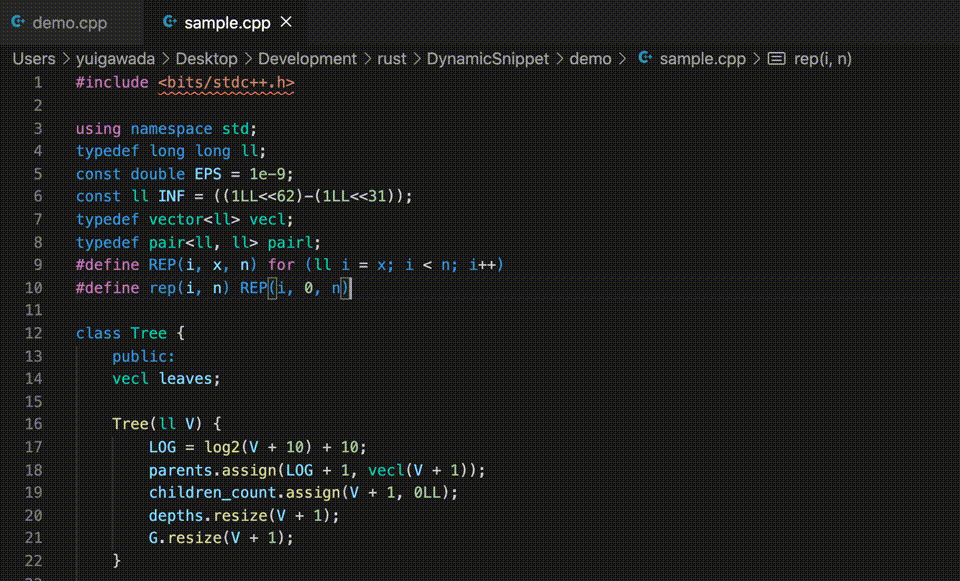 demo.cpp sample.cpp ×
Users > yuigawada > Desktop > Development > rust > DynamicSnippet > demo > sample.cpp > rep(i, n)
1 #include <bits/stdc++.h>
2
3 using namespace std;
4 typedef long long ll;
5 const double EPS = 1e-9;
6 const ll INF = ((1LL<<62)-(1LL<<31));
7 typedef vector<ll> vecl;
8 typedef pair<ll, ll> pairl;
9 #define REP(i, x, n) for (ll i = x; i < n; i++)
10 #define rep(i, n) REP(i, 0, n)
11
12 class Tree {
13     public:
14     vecl leaves;
15
16     Tree(ll V) {
17         LOG = log2(V + 10) + 10;
18         parents.assign(LOG + 1, vecl(V + 1));
19         children_count.assign(V + 1, 0LL);
20         depths.resize(V + 1);
21         G.resize(V + 1);
22     }